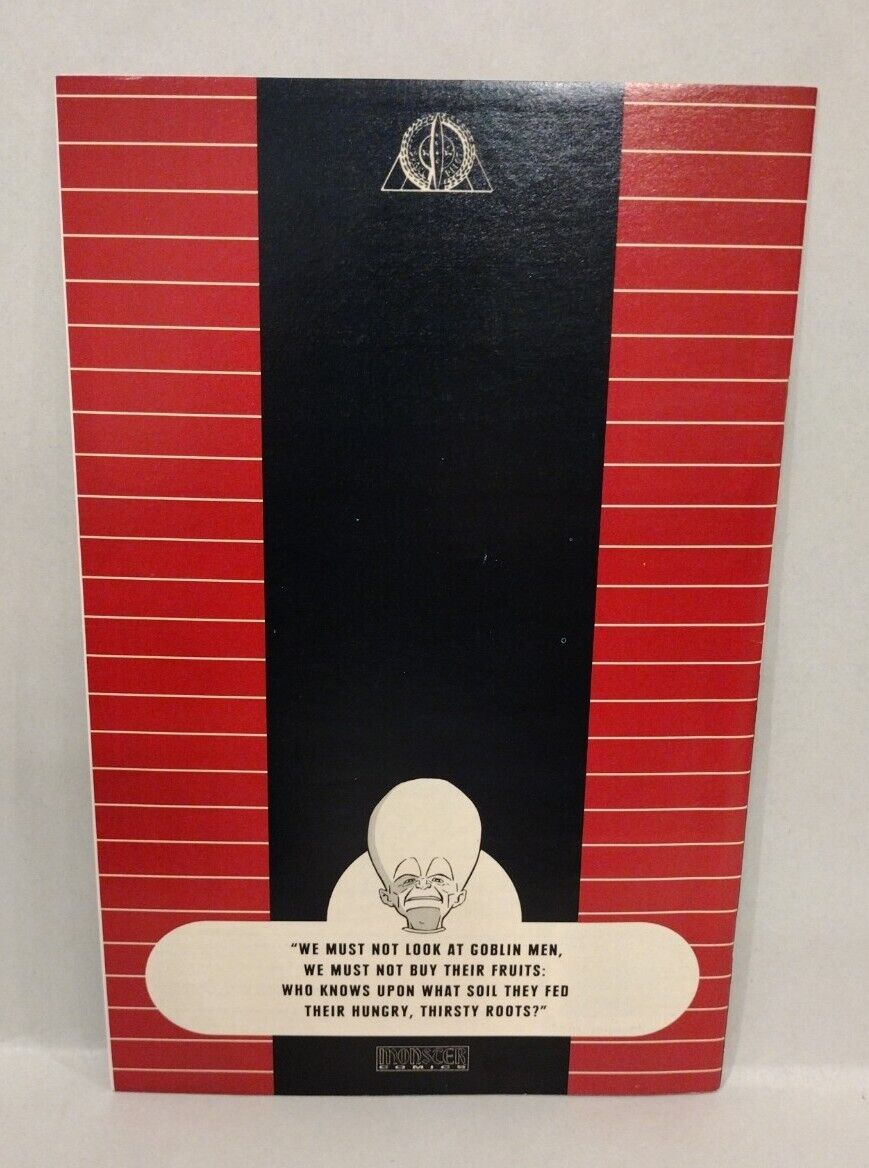 "WE MUST NOT LOOK AT GOBLIN MEN,
WE MUST NOT BUY THEIR FRUITS:
WHO KNOWS UPON WHAT SOIL THEY FED
THEIR HUNGRY, THIRSTY ROOTS?"
MONSTER
COMICS